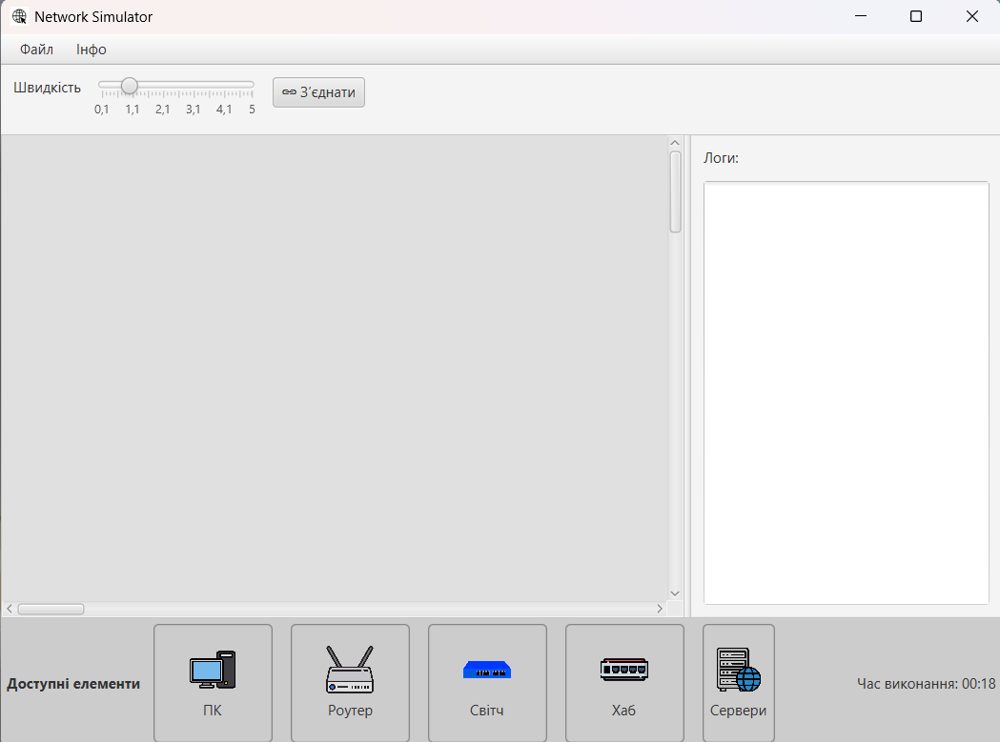 Network Simulator
Файл Інфо
Швидкість
0,1 1,1 2,1 3,1 4,1 5
З'єднати
Логи:
Доступні елементи
ПК
Роутер
Світч
Хаб
Сервери
Час виконання: 00:18